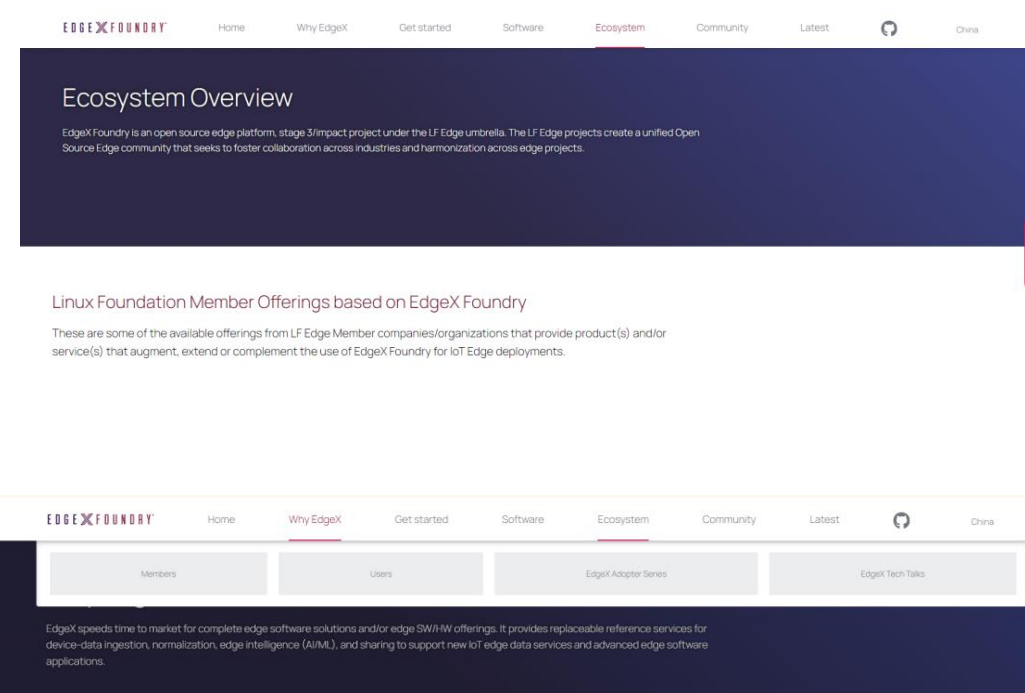 EDGE X FOUNDRY Home Why EdgeX Get started Software Ecosystem Community Latest China
Ecosystem Overview
EdgeX Foundry is an open source edge platform, stage 3/impact project under the LF Edge umbrella. The LF Edge projects create a unified Open
Source Edge community that seeks to foster collaboration across industries and harmonization across edge projects.
Linux Foundation Member Offerings based on EdgeX Foundry
These are some of the available offerings from LF Edge Member companies/organizations that provide product(s) and/or
service(s) that augment, extend or complement the use of EdgeX Foundry for IoT Edge deployments.
EDGE X FOUNDRY Home Why EdgeX Get started Software Ecosystem Community Latest China
Members Users EdgeX Adopter Series EdgeX Tech Talks
EdgeX speeds time to market for complete edge software solutions and/or edge SW/HW offerings. It provides replaceable reference services for
device-data ingestion, normalization, edge intelligence (AI/ML), and sharing to support new IoT edge data services and advanced edge software
applications.